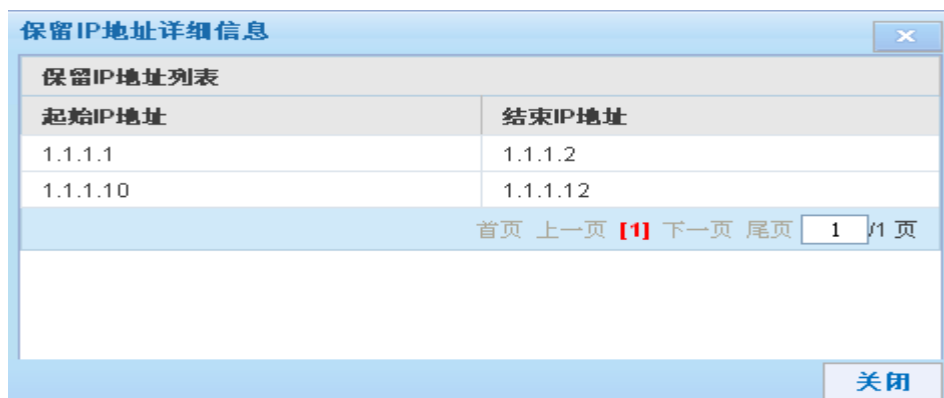 保留IP地址详细信息
保留IP地址列表
起始IP地址 结束IP地址
1.1.1.1 1.1.1.2
1.1.1.10 1.1.1.12
首页 上一页 [1] 下一页 尾页 1 /1 页
关闭